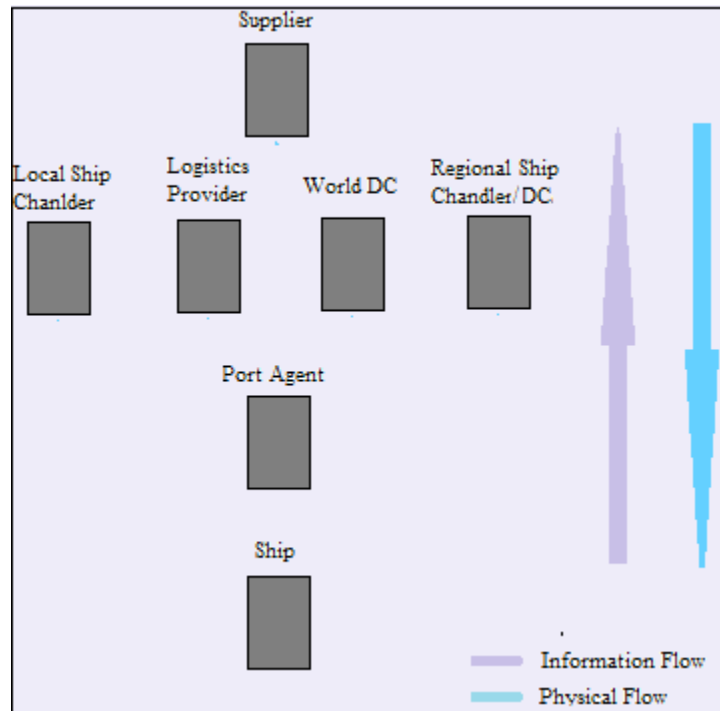 Supplier
Local Ship
Chanlder
Logistics
Provider
World DC
Regional Ship
Chandler/DC
Port Agent
Ship
Information Flow
Physical Flow